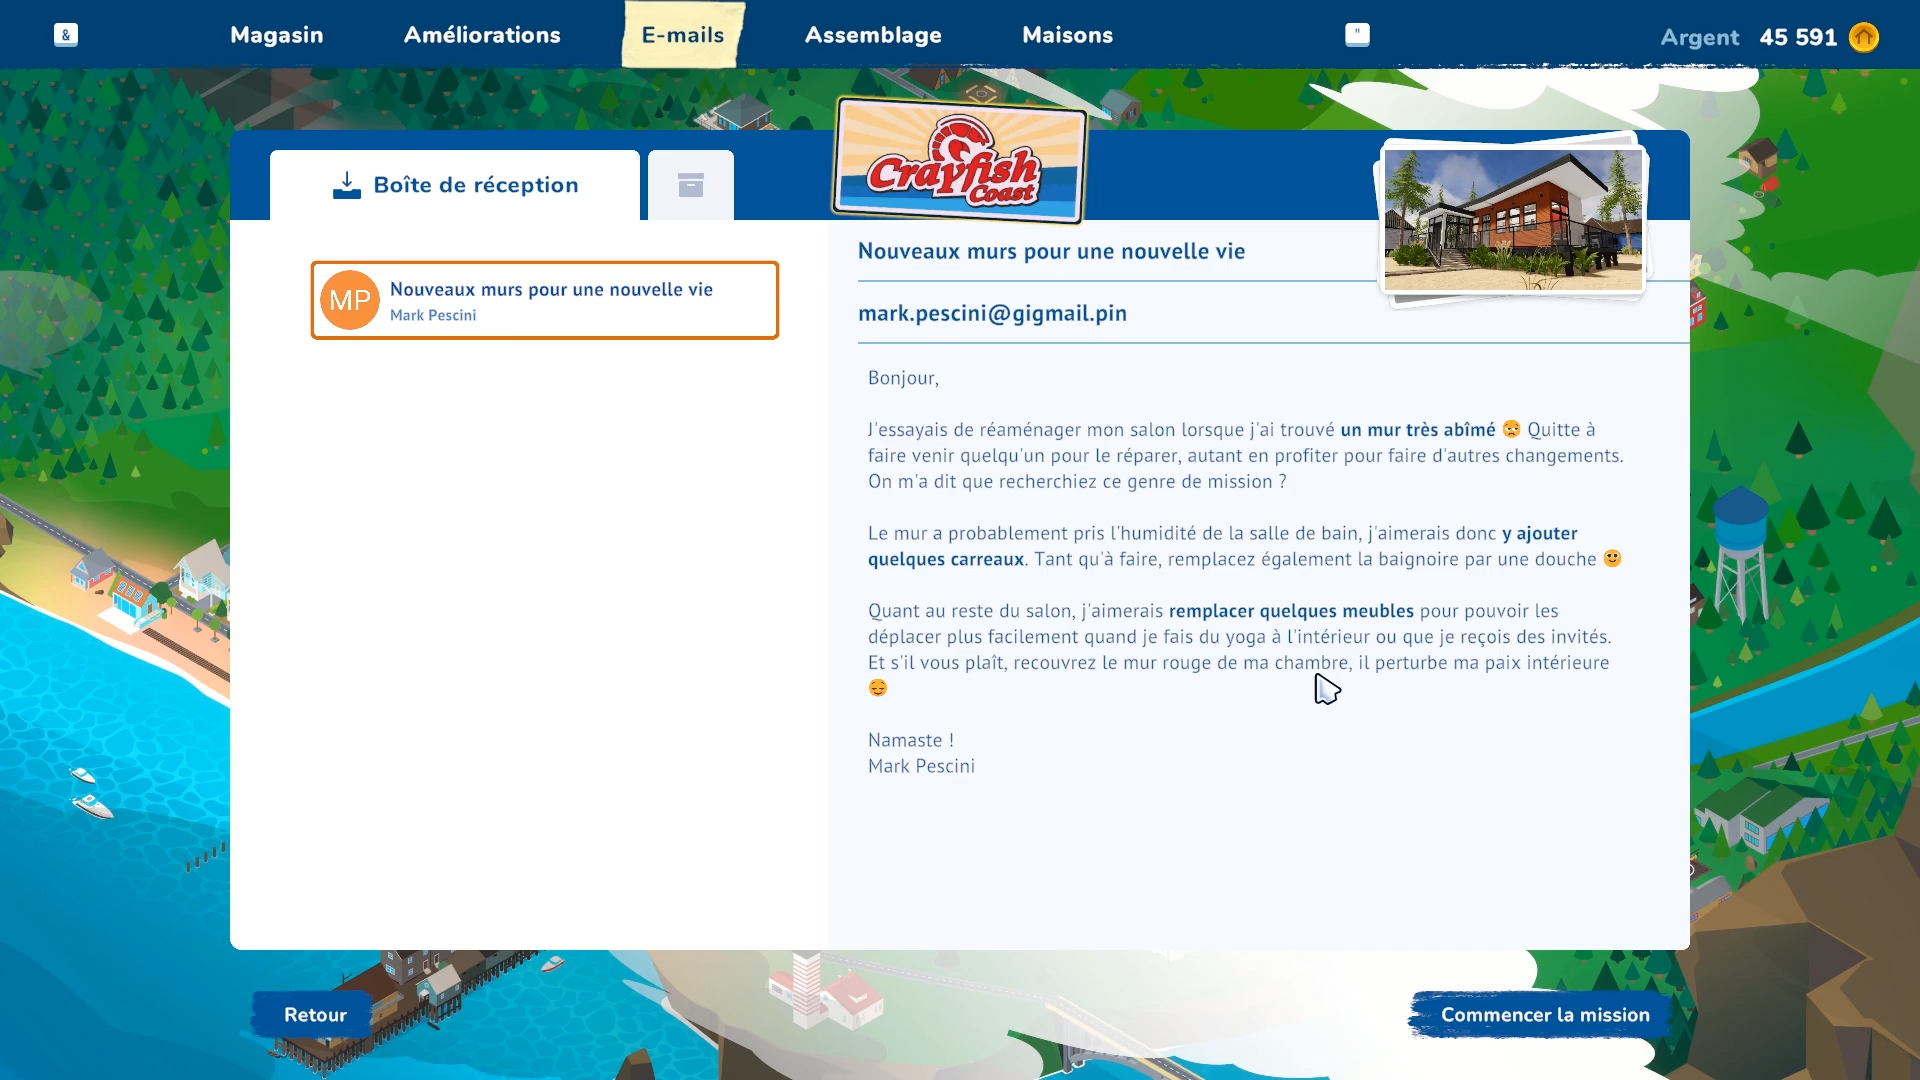 &
Magasin
Améliorations
E-mails
Assemblage
Maisons
"
Argent 45 591
Boîte de réception
Crayfish
Coast
MP
Nouveaux murs pour une nouvelle vie
Mark Pescini
Nouveaux murs pour une nouvelle vie
mark.pescini@gigmail.pin
Bonjour,
J'essayais de réaménager mon salon lorsque j'ai trouvé un mur très abîmé 😟 Quitte à
faire venir quelqu'un pour le réparer, autant en profiter pour faire d'autres changements.
On m'a dit que recherchiez ce genre de mission ?
Le mur a probablement pris l'humidité de la salle de bain, j'aimerais donc y ajouter
quelques carreaux. Tant qu'à faire, remplacez également la baignoire par une douche 🙂
Quant au reste du salon, j'aimerais remplacer quelques meubles pour pouvoir les
déplacer plus facilement quand je fais du yoga à l'intérieur ou que je reçois des invités.
Et s'il vous plaît, recouvrez le mur rouge de ma chambre, il perturbe ma paix intérieure
😌
Namaste !
Mark Pescini
Retour
Commencer la mission